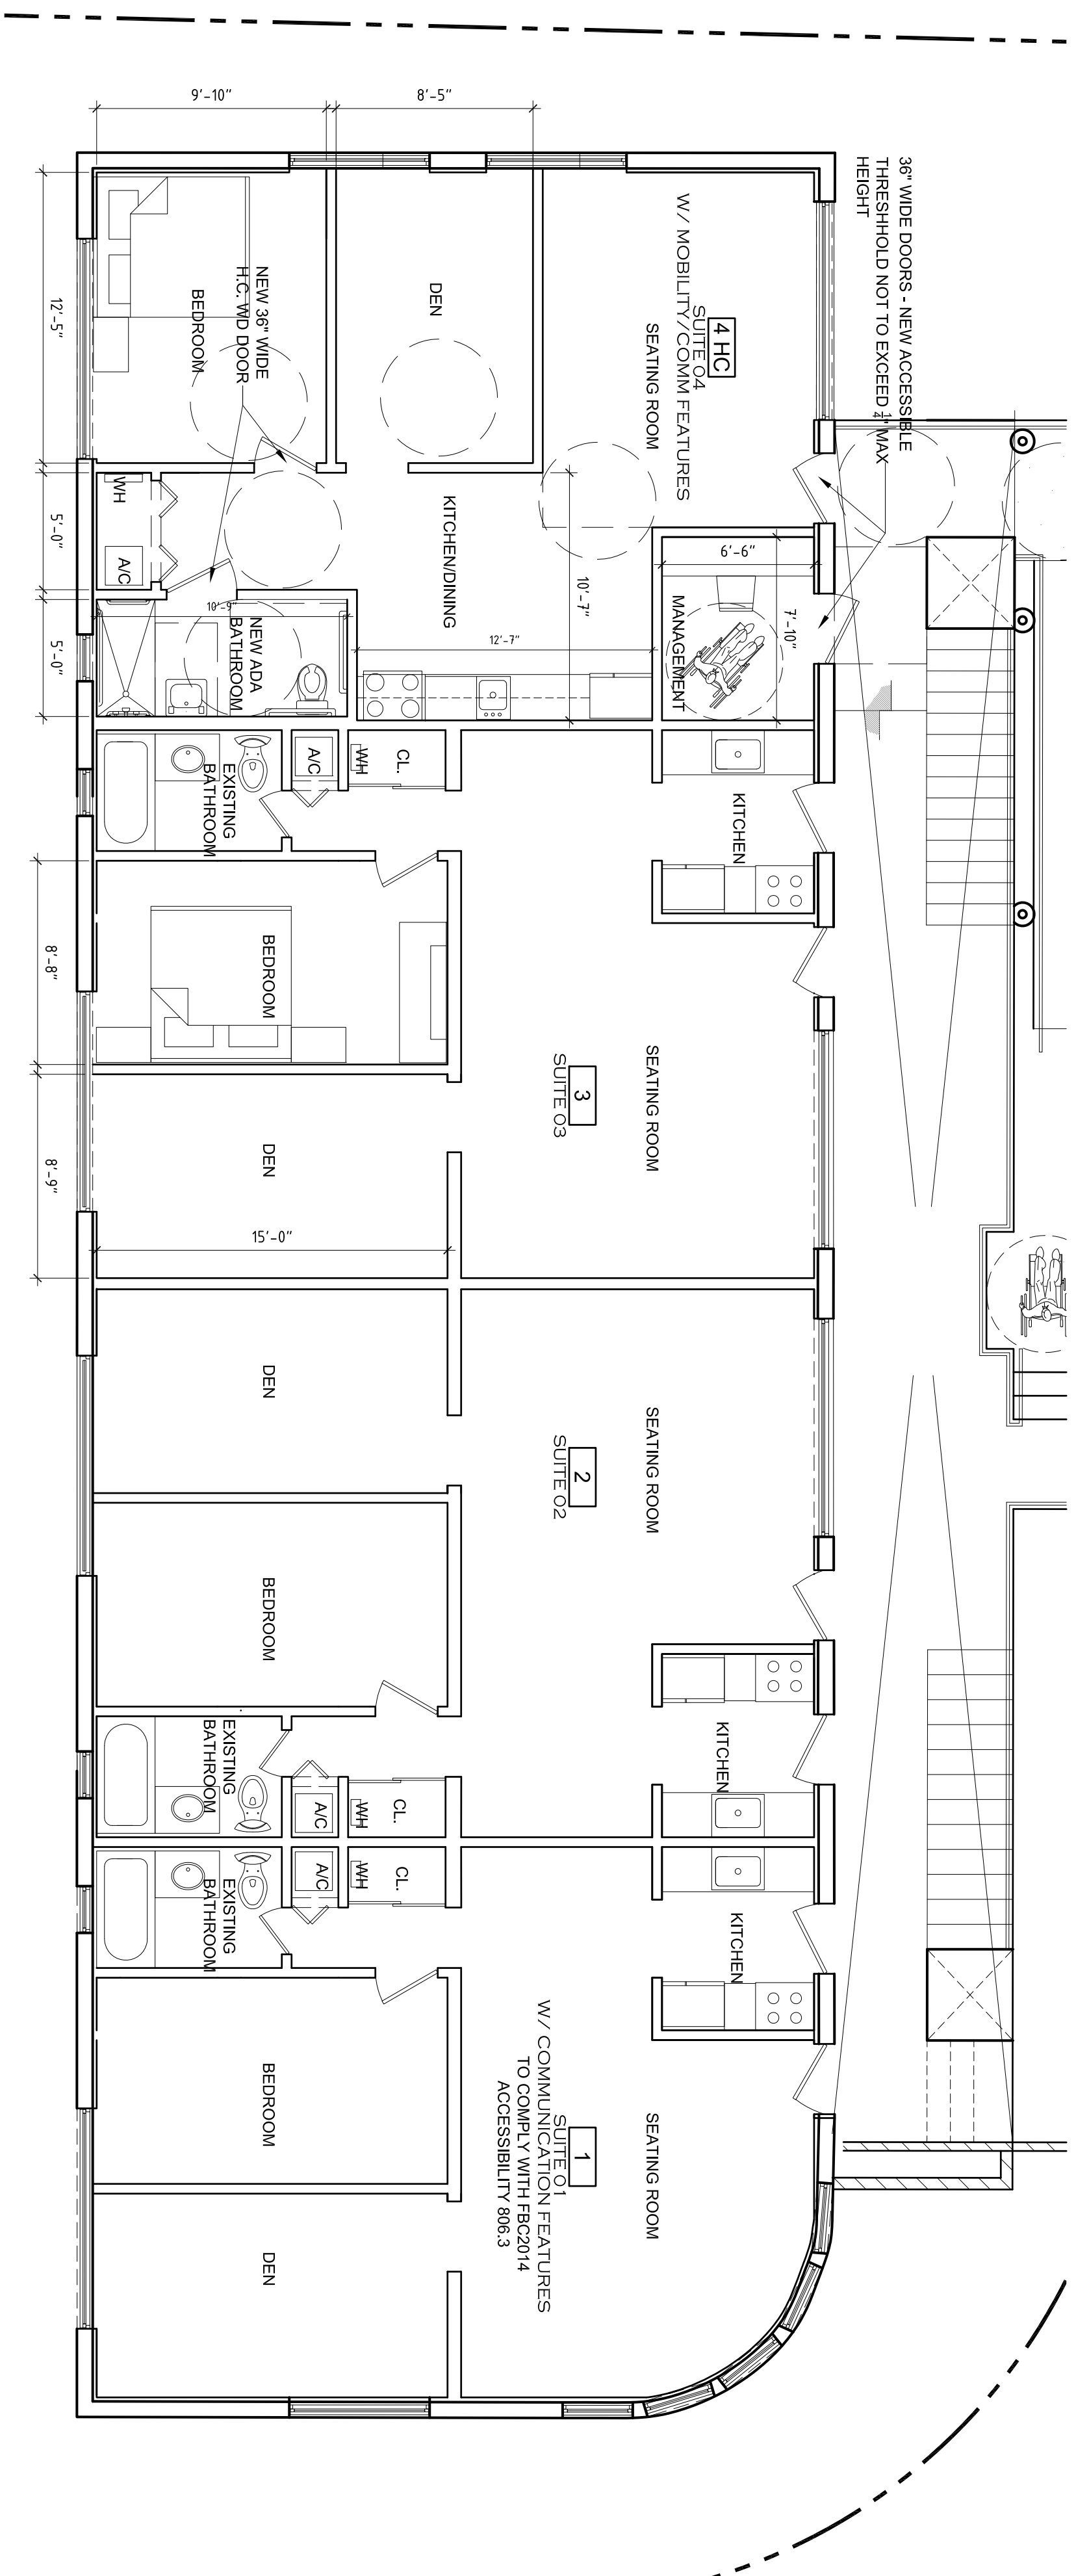 9'-10"
8'-5"
36" WIDE DOORS - NEW ACCESSIBLE
THRESHHOLD NOT TO EXCEED 1/4" MAX
HEIGHT
4 HC
SUITE 04
W/ MOBILITY/COMM FEATURES
SEATING ROOM
DEN
NEW 36" WIDE
H.C. WD DOOR
BEDROOM
12'-5"
WH
A/C
5'-0"
KITCHEN/DINING
10'-7"
12'-7"
6'-6"
7'-10"
MANAGEMENT
10'-9"
NEW ADA
BATHROOM
5'-0"
KITCHEN
CL.
WH
A/C
EXISTING
BATHROOM
BEDROOM
8'-8"
SEATING ROOM
3
SUITE 03
DEN
8'-9"
15'-0"
DEN
SEATING ROOM
2
SUITE 02
BEDROOM
KITCHEN
CL.
WH
A/C
EXISTING
BATHROOM
CL.
WH
A/C
EXISTING
BATHROOM
KITCHEN
BEDROOM
SEATING ROOM
1
SUITE 01
W/ COMMUNICATION FEATURES
TO COMPLY WITH FBC2014
ACCESSIBILITY 806.3
DEN